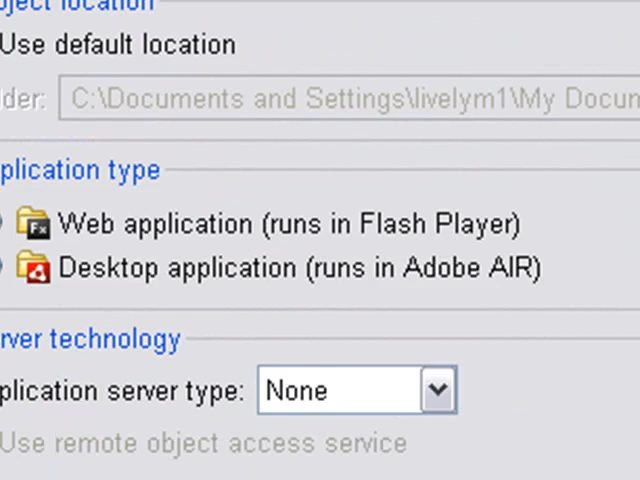 oject location
Use default location
lder: C:\Documents and Settings\livelym1\My Docum
plication type
Web application (runs in Flash Player)
Desktop application (runs in Adobe AIR)
rver technology
plication server type: None
Use remote object access service